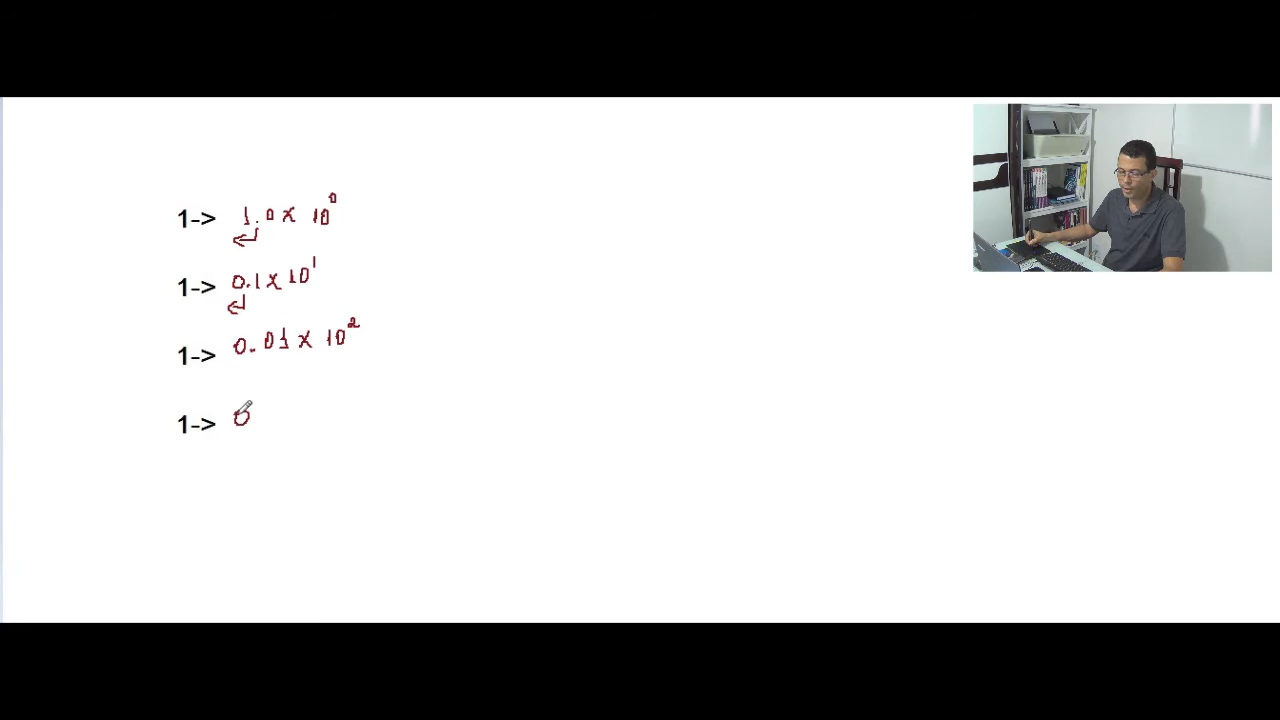 1-> 1.0 x 10⁰
1-> 0.1 x 10¹
1-> 0.01 x 10²
1-> 0